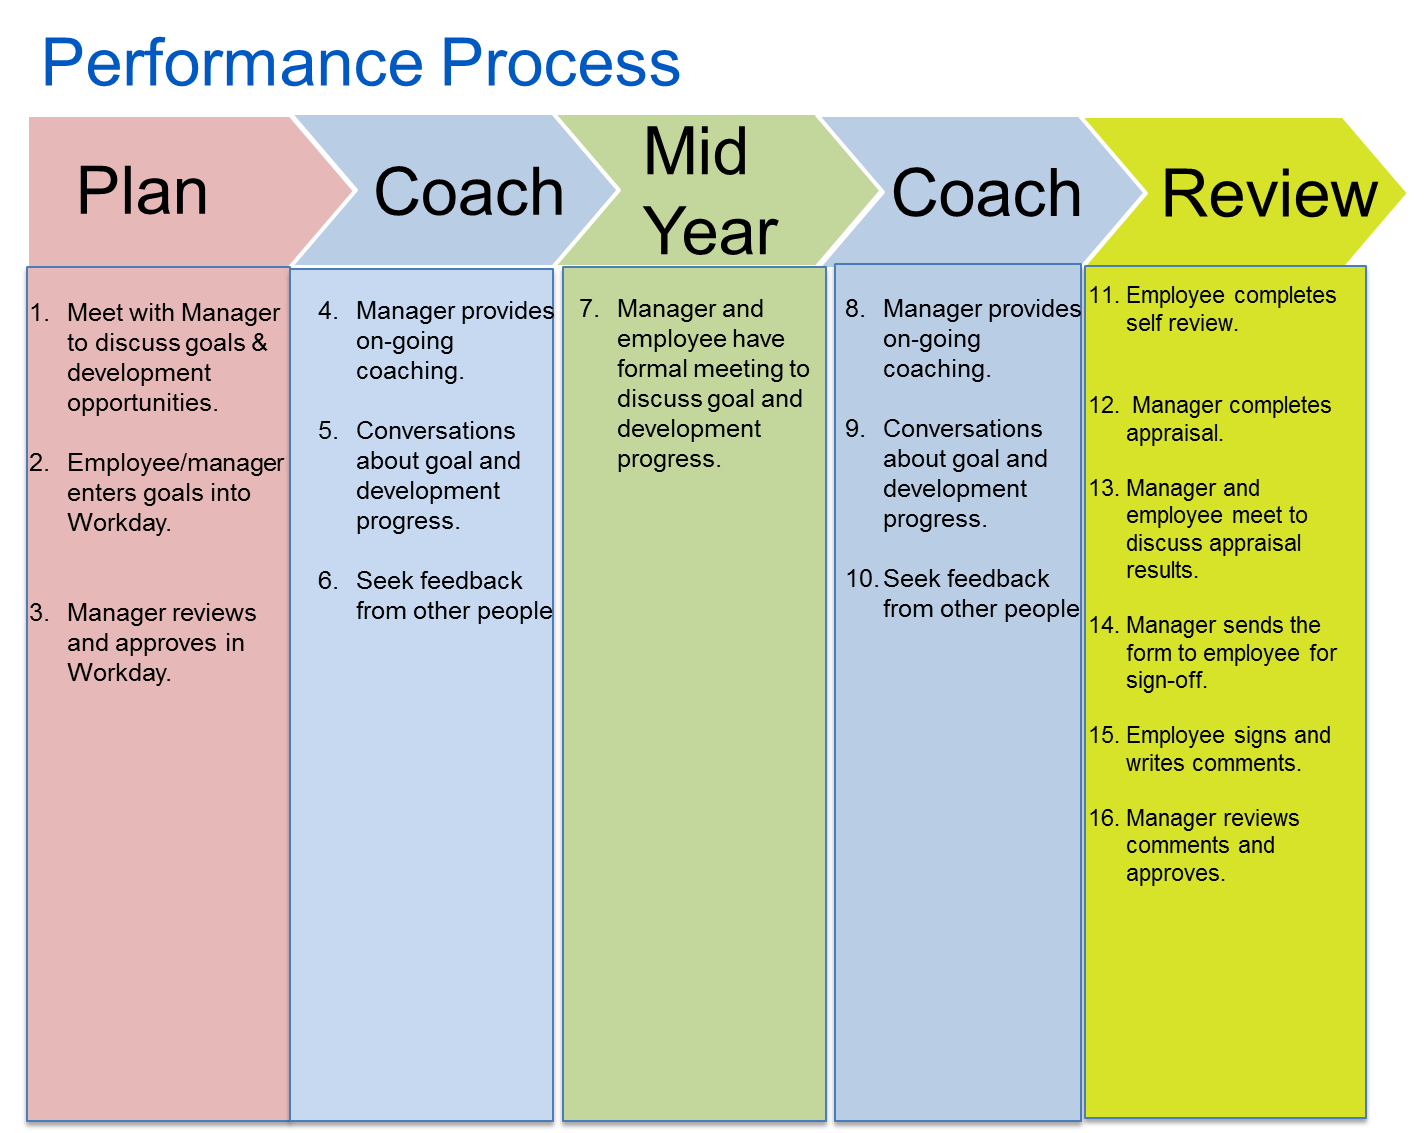 Performance Process
Plan
Coach
Mid
Year
Coach
Review
1. Meet with Manager
to discuss goals &
development
opportunities.
2. Employee/manager
enters goals into
Workday.
3. Manager reviews
and approves in
Workday.
4. Manager provides
on-going
coaching.
5. Conversations
about goal and
development
progress.
6. Seek feedback
from other people
7. Manager and
employee have
formal meeting to
discuss goal and
development
progress.
8. Manager provides
on-going
coaching.
9. Conversations
about goal and
development
progress.
10. Seek feedback
from other people
11. Employee completes
self review.
12. Manager completes
appraisal.
13. Manager and
employee meet to
discuss appraisal
results.
14. Manager sends the
form to employee for
sign-off.
15. Employee signs and
writes comments.
16. Manager reviews
comments and
approves.